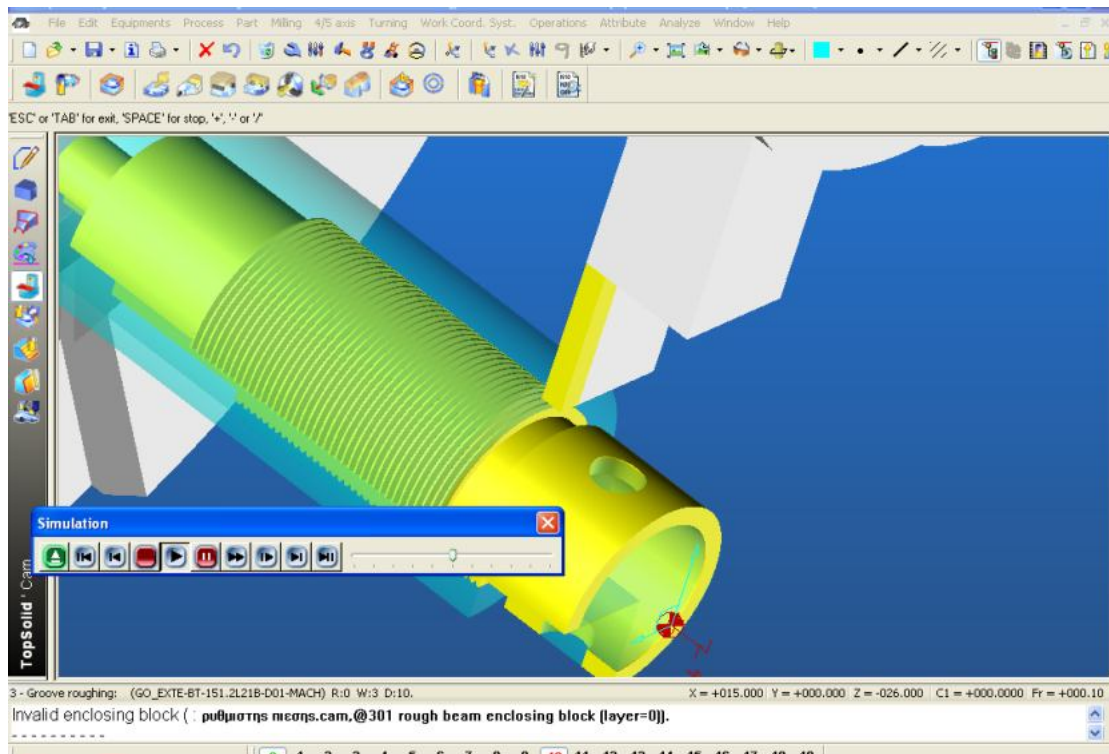 File Edit Equipments Process Part Milling 4/5 axis Turning Work Coord. Syst. Operations Attribute Analyze Window Help
'ESC' or 'TAB' for exit, 'SPACE' for stop, '+', '-' or '/'
Simulation
TopSolid'Cam
3 - Groove roughing: (GO_EXTE-BT-151.2L21B-D01-MACH) R:0 W:3 D:10. X = +015.000 Y = +000.000 Z = -026.000 C1 = +000.0000 Fr = +000.10
Invalid enclosing block ( : ρυθμιστης πιεσης.cam,@301 rough beam enclosing block (layer=0)).
----------